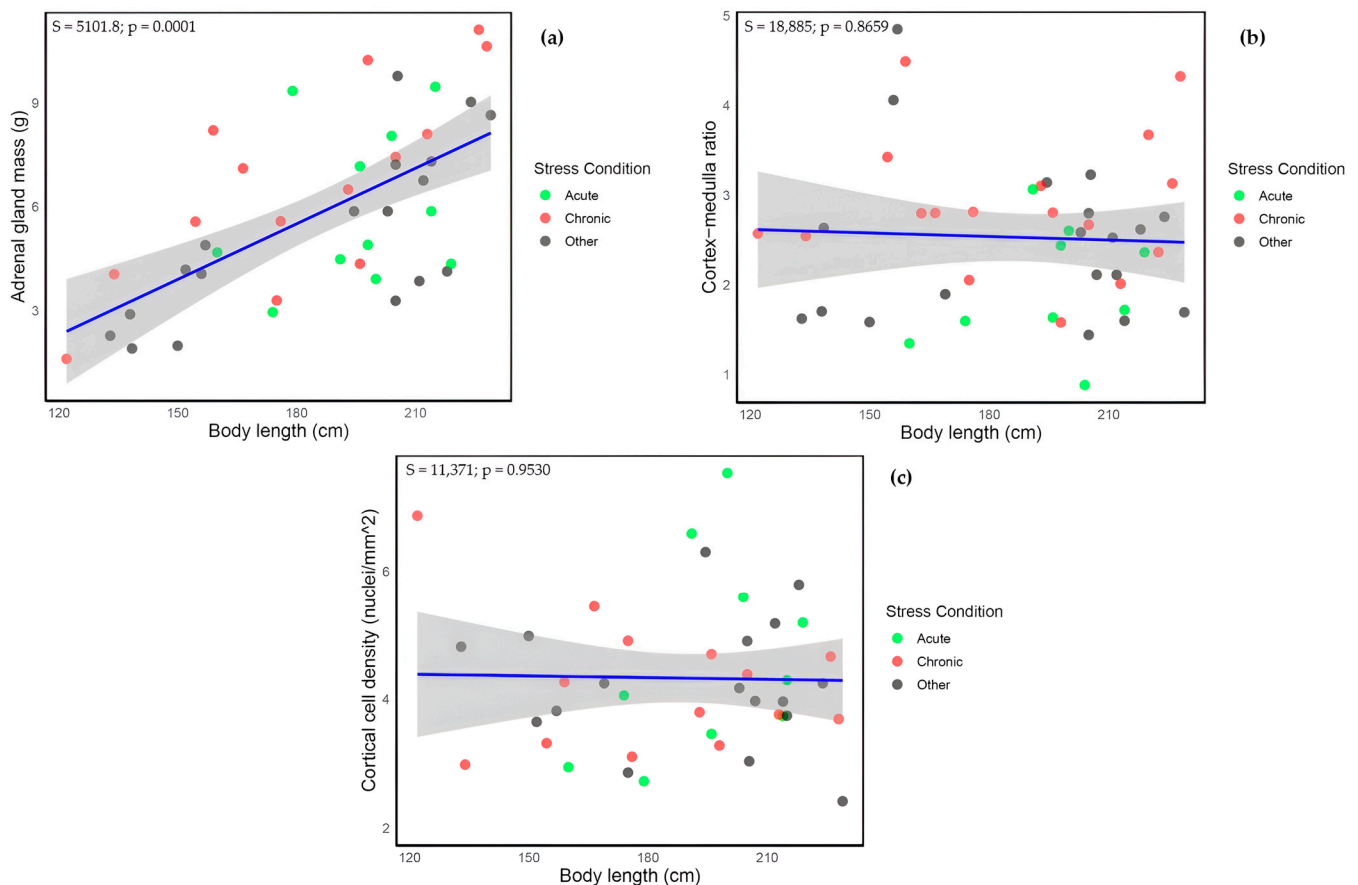 S = 5101.8; p = 0.0001
(a)
Adrenal gland mass (g)
9
6
3
120
150
180
210
Body length (cm)
Stress Condition
Acute
Chronic
Other
S = 18,885; p = 0.8659
(b)
Cortex−medulla ratio
5
4
3
2
1
120
150
180
210
Body length (cm)
Stress Condition
Acute
Chronic
Other
S = 11,371; p = 0.9530
(c)
Cortical cell density (nuclei/mm^2)
6
4
2
120
150
180
210
Body length (cm)
Stress Condition
Acute
Chronic
Other